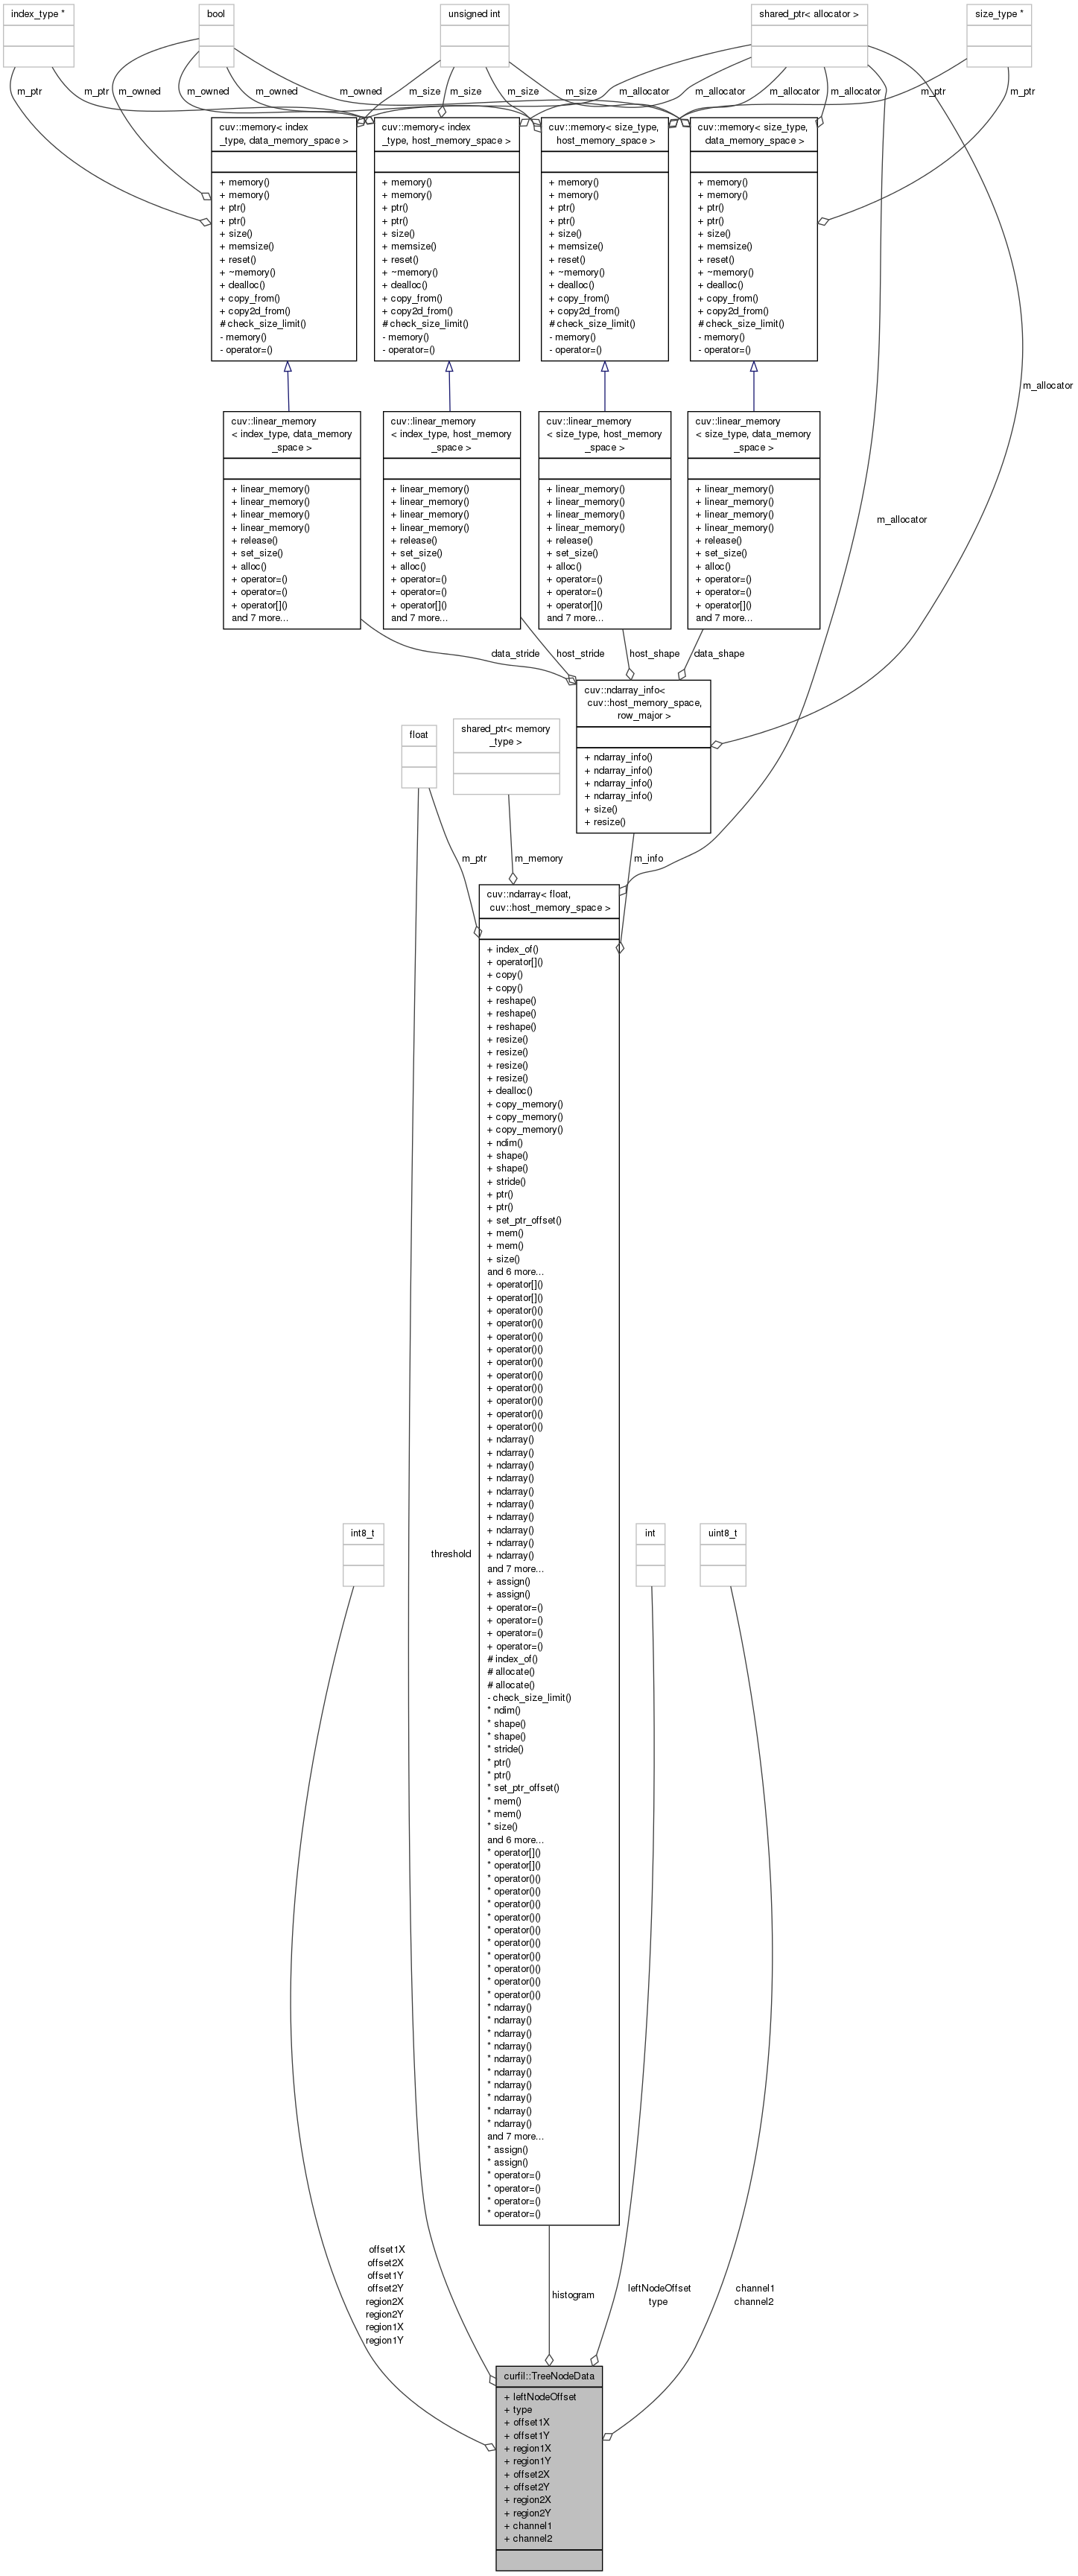 index_type *
bool
unsigned int
shared_ptr< allocator >
size_type *
m_ptr
m_ptr
m_owned
m_owned
m_owned
m_size
m_size
m_size
m_size
m_allocator
m_allocator
m_allocator
m_allocator
m_ptr
m_ptr
cuv::memory< index
_type, data_memory_space >
+ memory()
+ memory()
+ ptr()
+ ptr()
+ size()
+ memsize()
+ reset()
+ ~memory()
+ dealloc()
+ copy_from()
+ copy2d_from()
# check_size_limit()
- memory()
- operator=()
cuv::memory< index
_type, host_memory_space >
+ memory()
+ memory()
+ ptr()
+ ptr()
+ size()
+ memsize()
+ reset()
+ ~memory()
+ dealloc()
+ copy_from()
+ copy2d_from()
# check_size_limit()
- memory()
- operator=()
cuv::memory< size_type,
host_memory_space >
+ memory()
+ memory()
+ ptr()
+ ptr()
+ size()
+ memsize()
+ reset()
+ ~memory()
+ dealloc()
+ copy_from()
+ copy2d_from()
# check_size_limit()
- memory()
- operator=()
cuv::memory< size_type,
data_memory_space >
+ memory()
+ memory()
+ ptr()
+ ptr()
+ size()
+ memsize()
+ reset()
+ ~memory()
+ dealloc()
+ copy_from()
+ copy2d_from()
# check_size_limit()
- memory()
- operator=()
m_allocator
cuv::linear_memory
< index_type, data_memory
_space >
+ linear_memory()
+ linear_memory()
+ linear_memory()
+ linear_memory()
+ release()
+ set_size()
+ alloc()
+ operator=()
+ operator=()
+ operator[]()
and 7 more...
cuv::linear_memory
< index_type, host_memory
_space >
+ linear_memory()
+ linear_memory()
+ linear_memory()
+ linear_memory()
+ release()
+ set_size()
+ alloc()
+ operator=()
+ operator=()
+ operator[]()
and 7 more...
cuv::linear_memory
< size_type, host_memory
_space >
+ linear_memory()
+ linear_memory()
+ linear_memory()
+ linear_memory()
+ release()
+ set_size()
+ alloc()
+ operator=()
+ operator=()
+ operator[]()
and 7 more...
cuv::linear_memory
< size_type, data_memory
_space >
+ linear_memory()
+ linear_memory()
+ linear_memory()
+ linear_memory()
+ release()
+ set_size()
+ alloc()
+ operator=()
+ operator=()
+ operator[]()
and 7 more...
m_allocator
data_stride
host_stride
host_shape
data_shape
cuv::ndarray_info<
cuv::host_memory_space,
row_major >
+ ndarray_info()
+ ndarray_info()
+ ndarray_info()
+ ndarray_info()
+ size()
+ resize()
float
shared_ptr< memory
_type >
m_ptr
m_memory
m_info
cuv::ndarray< float,
cuv::host_memory_space >
+ index_of()
+ operator[]()
+ copy()
+ copy()
+ reshape()
+ reshape()
+ reshape()
+ resize()
+ resize()
+ resize()
+ resize()
+ dealloc()
+ copy_memory()
+ copy_memory()
+ copy_memory()
+ ndim()
+ shape()
+ shape()
+ stride()
+ ptr()
+ ptr()
+ set_ptr_offset()
+ mem()
+ mem()
+ size()
and 6 more...
+ operator[]()
+ operator[]()
+ operator()()
+ operator()()
+ operator()()
+ operator()()
+ operator()()
+ operator()()
+ operator()()
+ operator()()
+ operator()()
+ operator()()
+ ndarray()
+ ndarray()
+ ndarray()
+ ndarray()
+ ndarray()
+ ndarray()
+ ndarray()
+ ndarray()
+ ndarray()
+ ndarray()
and 7 more...
+ assign()
+ assign()
+ operator=()
+ operator=()
+ operator=()
+ operator=()
# index_of()
# allocate()
# allocate()
- check_size_limit()
* ndim()
* shape()
* shape()
* stride()
* ptr()
* ptr()
* set_ptr_offset()
* mem()
* mem()
* size()
and 6 more...
* operator[]()
* operator[]()
* operator()()
* operator()()
* operator()()
* operator()()
* operator()()
* operator()()
* operator()()
* operator()()
* operator()()
* operator()()
* ndarray()
* ndarray()
* ndarray()
* ndarray()
* ndarray()
* ndarray()
* ndarray()
* ndarray()
* ndarray()
* ndarray()
and 7 more...
* assign()
* assign()
* operator=()
* operator=()
* operator=()
* operator=()
int8_t
threshold
int
uint8_t
offset1X
offset2X
offset1Y
offset2Y
region2X
region2Y
region1X
region1Y
histogram
leftNodeOffset
type
channel1
channel2
curfil::TreeNodeData
+ leftNodeOffset
+ type
+ offset1X
+ offset1Y
+ region1X
+ region1Y
+ offset2X
+ offset2Y
+ region2X
+ region2Y
+ channel1
+ channel2